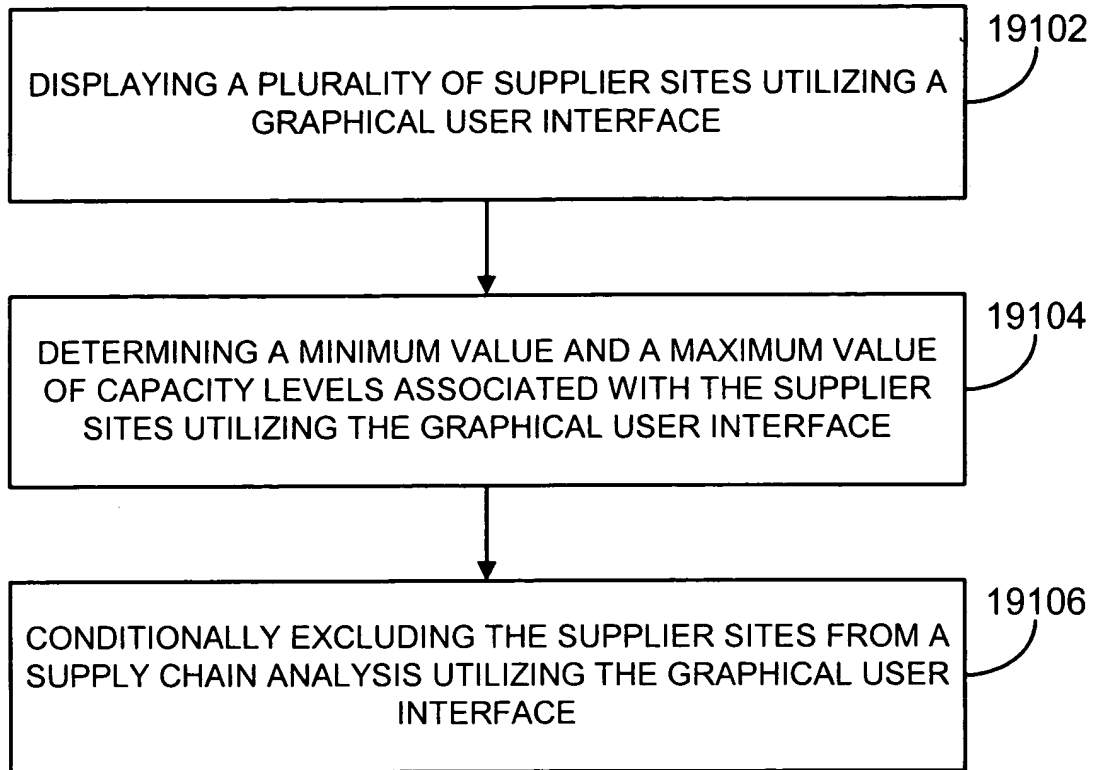 19102
DISPLAYING A PLURALITY OF SUPPLIER SITES UTILIZING A
GRAPHICAL USER INTERFACE
19104
DETERMINING A MINIMUM VALUE AND A MAXIMUM VALUE
OF CAPACITY LEVELS ASSOCIATED WITH THE SUPPLIER
SITES UTILIZING THE GRAPHICAL USER INTERFACE
19106
CONDITIONALLY EXCLUDING THE SUPPLIER SITES FROM A
SUPPLY CHAIN ANALYSIS UTILIZING THE GRAPHICAL USER
INTERFACE